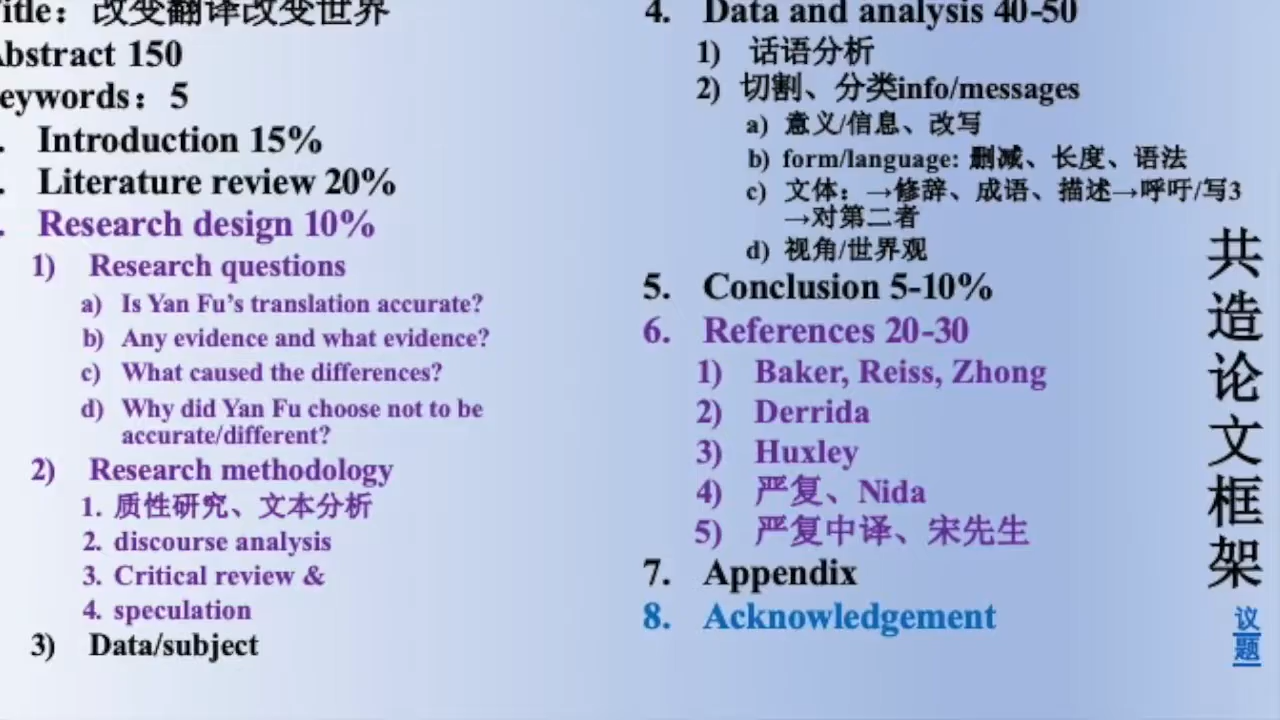 itle：改变翻译改变世界
Abstract 150
eywords：5
. Introduction 15%
. Literature review 20%
. Research design 10%
1) Research questions
a) Is Yan Fu’s translation accurate?
b) Any evidence and what evidence?
c) What caused the differences?
d) Why did Yan Fu choose not to be
accurate/different?
2) Research methodology
1. 质性研究、文本分析
2. discourse analysis
3. Critical review &
4. speculation
3) Data/subject
4. Data and analysis 40-50
1) 话语分析
2) 切割、分类info/messages
a) 意义/信息、改写
b) form/language: 删减、长度、语法
c) 文体：→修辞、成语、描述→呼吁/写3
→对第二者
d) 视角/世界观
5. Conclusion 5-10%
6. References 20-30
1) Baker, Reiss, Zhong
2) Derrida
3) Huxley
4) 严复、Nida
5) 严复中译、宋先生
7. Appendix
8. Acknowledgement
共造论文框架
议题